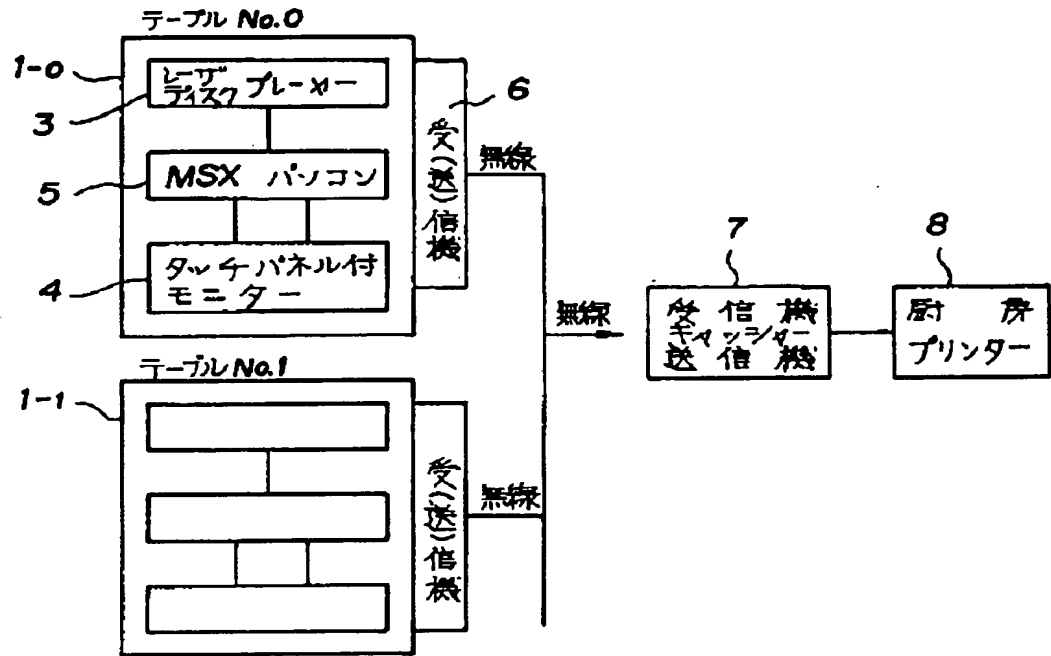 テーブル No.0
1-0
レーザディスク プレーヤー
3
6
受(送)信機
無線
MSX パソコン
5
タッチパネル付
モニター
4
無線
7
受信機
キャッシャー
送信機
8
厨房
プリンター
テーブル No.1
1-1
受(送)信機
無線